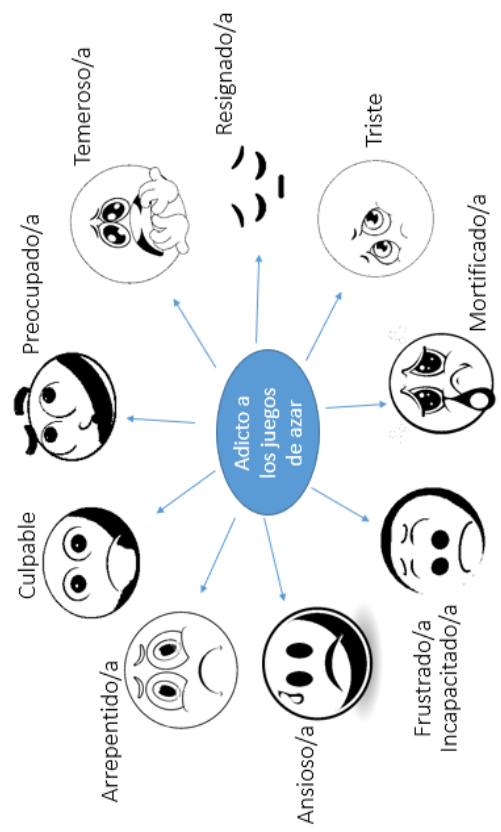 Adicto a
los juegos
de azar
Preocupado/a
Temeroso/a
Resignado/a
Triste
Mortificado/a
Frustrado/a
Incapacitado/a
Ansioso/a
Arrepentido/a
Culpable